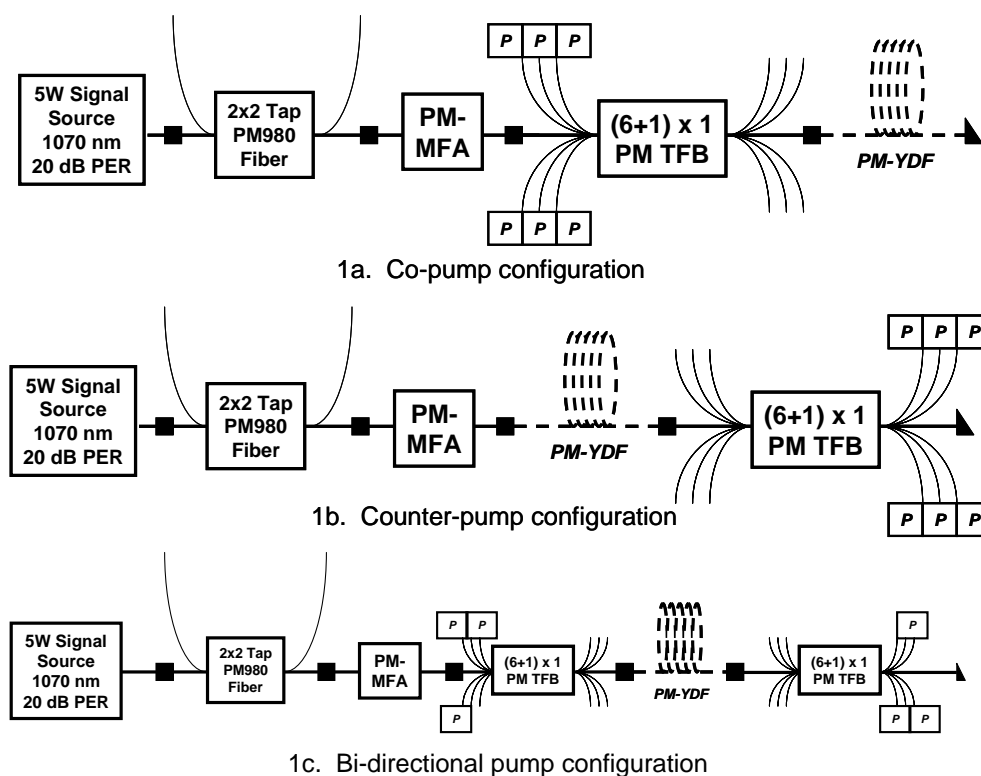 5W Signal
Source
1070 nm
20 dB PER
2x2 Tap
PM980
Fiber
PM-
MFA
P P P
P P P
(6+1) x 1
PM TFB
PM-YDF
1a. Co-pump configuration
5W Signal
Source
1070 nm
20 dB PER
2x2 Tap
PM980
Fiber
PM-
MFA
PM-YDF
(6+1) x 1
PM TFB
P P P
P P P
1b. Counter-pump configuration
5W Signal
Source
1070 nm
20 dB PER
2x2 Tap
PM980
Fiber
PM-
MFA
P P
P
(6+1) x 1
PM TFB
PM-YDF
(6+1) x 1
PM TFB
P
P P
1c. Bi-directional pump configuration